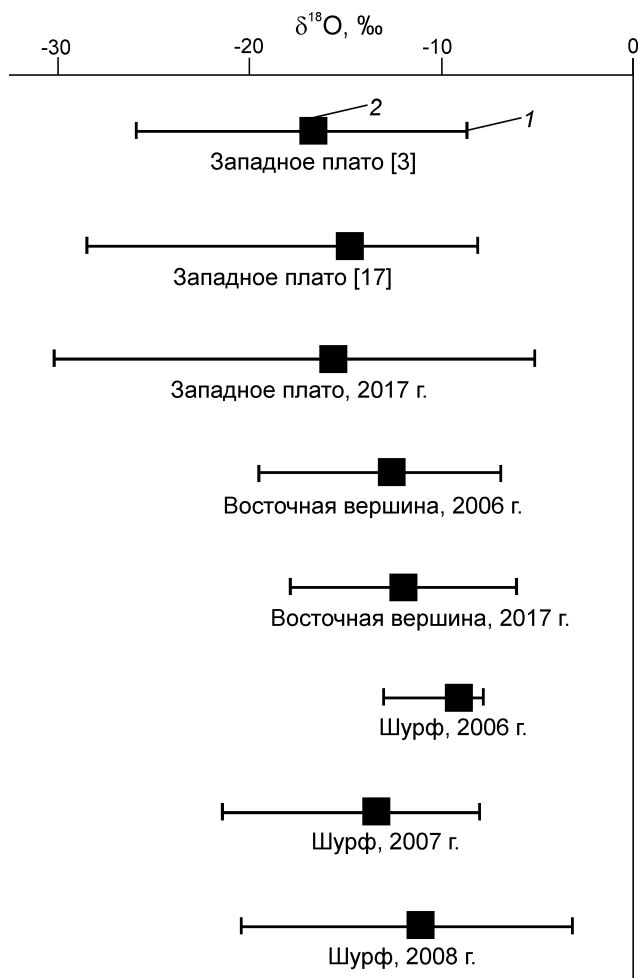 δ¹⁸O, ‰
-30 -20 -10 0
2
1
Западное плато [3]
Западное плато [17]
Западное плато, 2017 г.
Восточная вершина, 2006 г.
Восточная вершина, 2017 г.
Шурф, 2006 г.
Шурф, 2007 г.
Шурф, 2008 г.